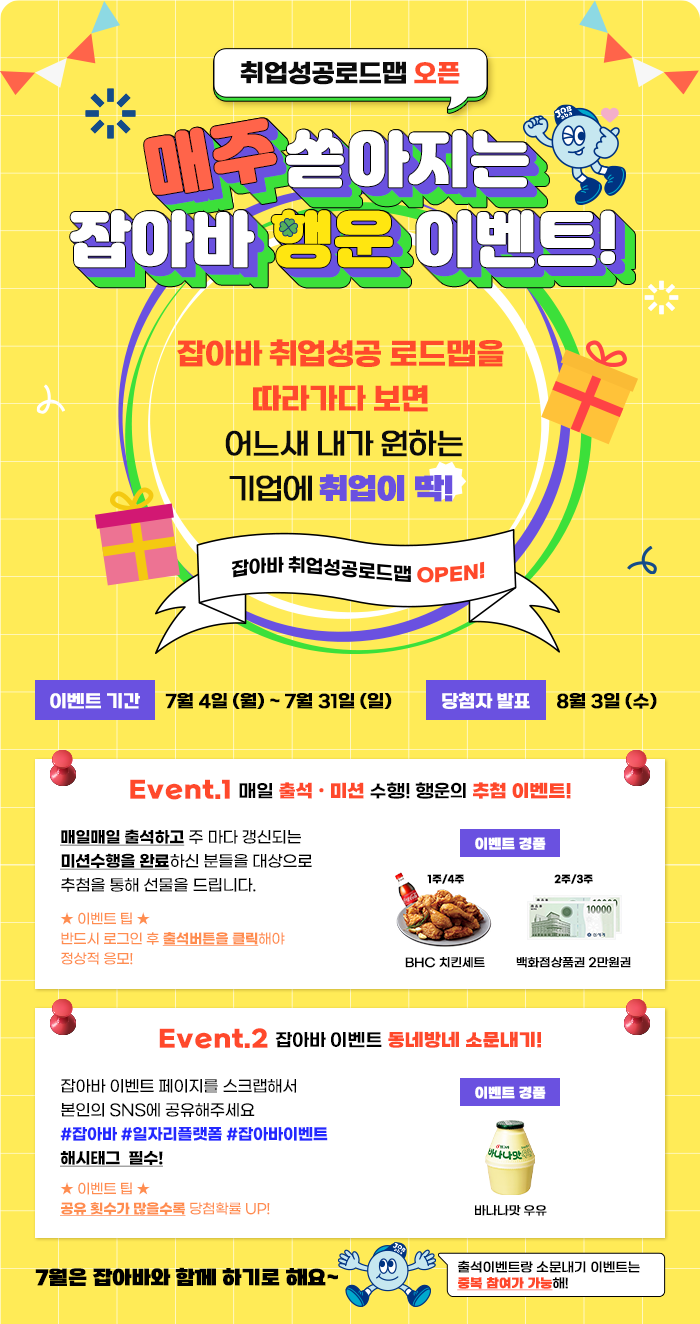 취업성공로드맵 오픈
JOB aba
매주 쏟아지는
잡아바 행운 이벤트!
잡아바 취업성공 로드맵을
따라가다 보면
어느새 내가 원하는
기업에 취업이 딱!
잡아바 취업성공로드맵 OPEN!
이벤트 기간 7월 4일 (월) ~ 7월 31일 (일) 당첨자 발표 8월 3일 (수)
Event.1 매일 출석·미션 수행! 행운의 추첨 이벤트!
매일매일 출석하고 주 마다 갱신되는
미션수행을 완료하신 분들을 대상으로
추첨을 통해 선물을 드립니다.
★ 이벤트 팁 ★
반드시 로그인 후 출석버튼을 클릭해야
정상적 응모!
이벤트 경품
1주/4주
2주/3주
10000
BHC 치킨세트
백화점상품권 2만원권
Event.2 잡아바 이벤트 동네방네 소문내기!
잡아바 이벤트 페이지를 스크랩해서
본인의 SNS에 공유해주세요
#잡아바 #일자리플랫폼 #잡아바이벤트
해시태그 필수!
★ 이벤트 팁 ★
공유 횟수가 많을수록 당첨확률 UP!
이벤트 경품
바나나맛
바나나맛 우유
7월은 잡아바와 함께 하기로 해요~
JOB
출석이벤트랑 소문내기 이벤트는
중복 참여가 가능해!